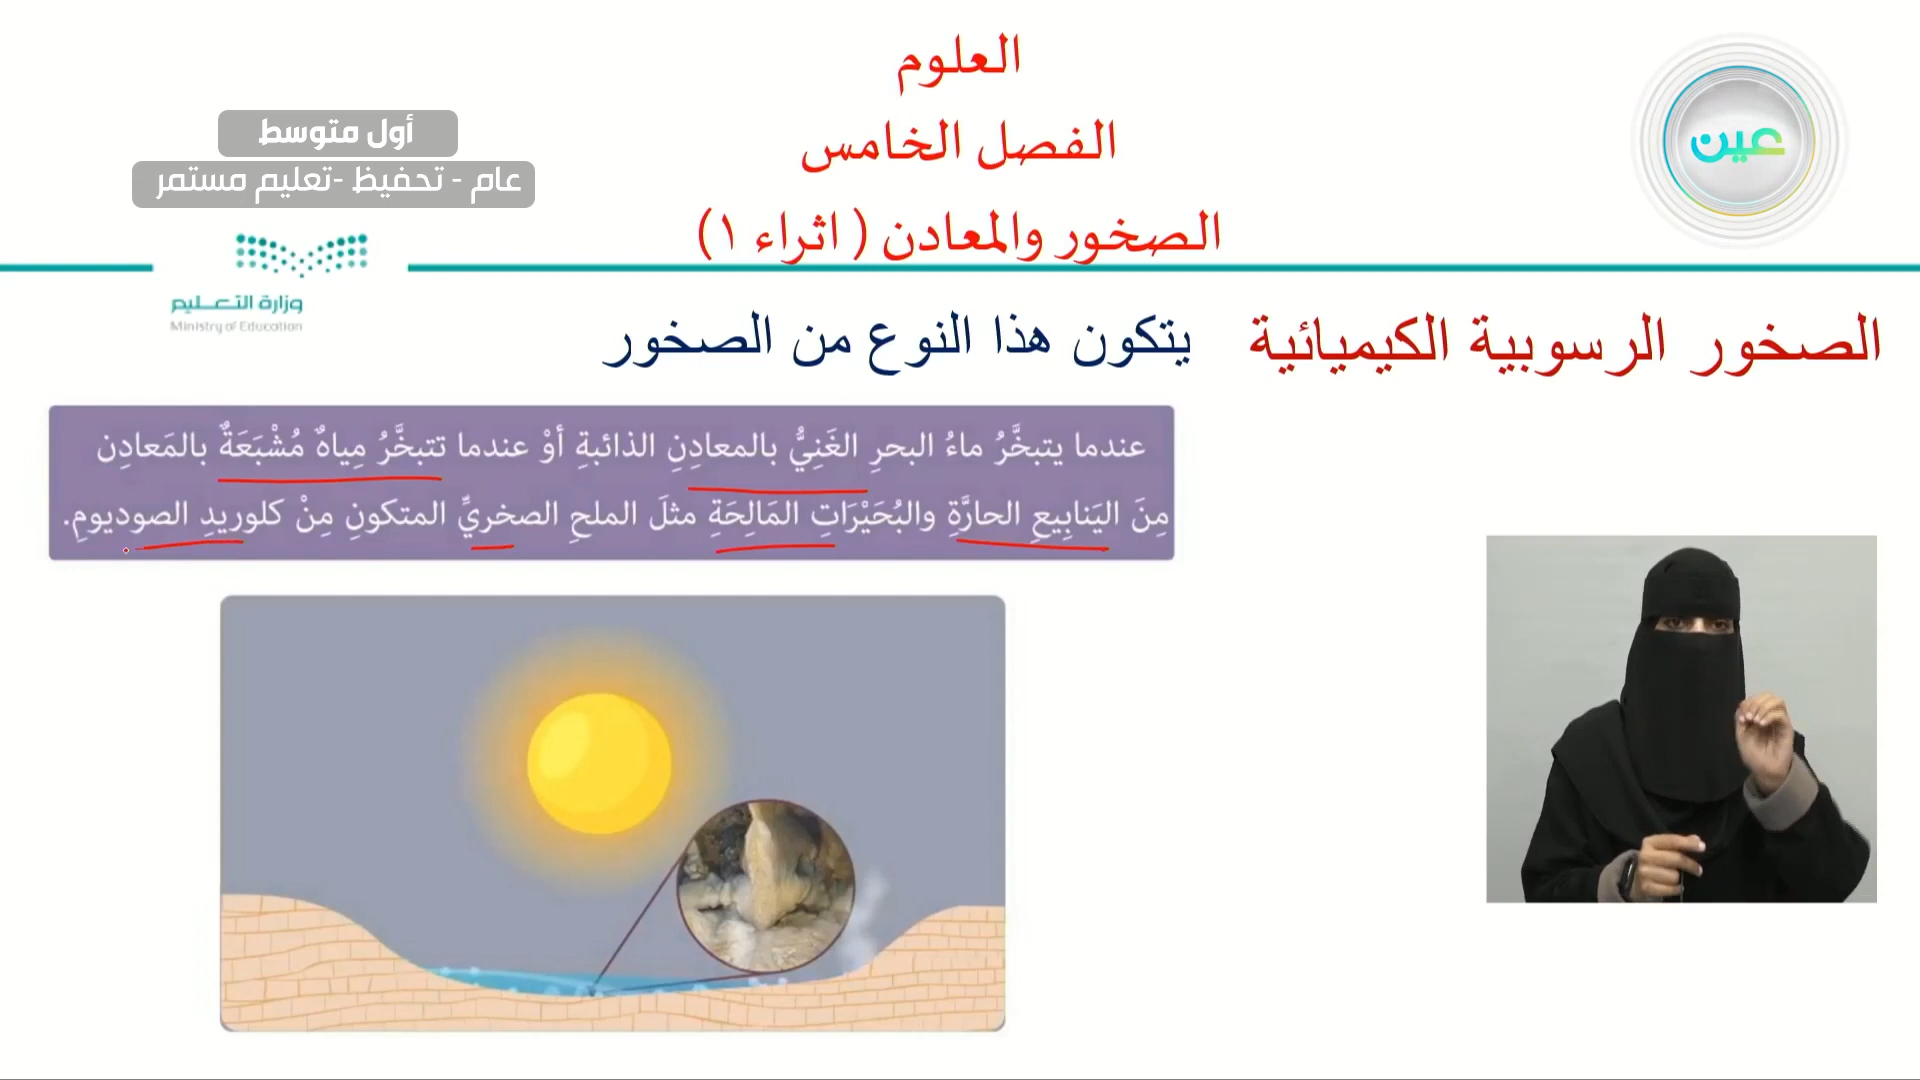 العلوم
الفصل الخامس
الصخور والمعادن ( اثراء ١)
عين
أول متوسط
عام - تحفيظ -تعليم مستمر
وزارة التعليم
Ministry of Education
الصخور الرسوبية الكيميائية يتكون هذا النوع من الصخور
عندما يتبخَّرُ ماءُ البحرِ الغَنِيُّ بالمعادِنِ الذائبةِ أوْ عندما تتبخَّرُ مِياهٌ مُشْبَعَةٌ بالمَعادِن
مِنَ اليَنابِيعِ الحارَّةِ والبُحَيْرَاتِ المَالِحَةِ مثلَ الملحِ الصخريِّ المتكونِ مِنْ كلوريدِ الصوديومِ.